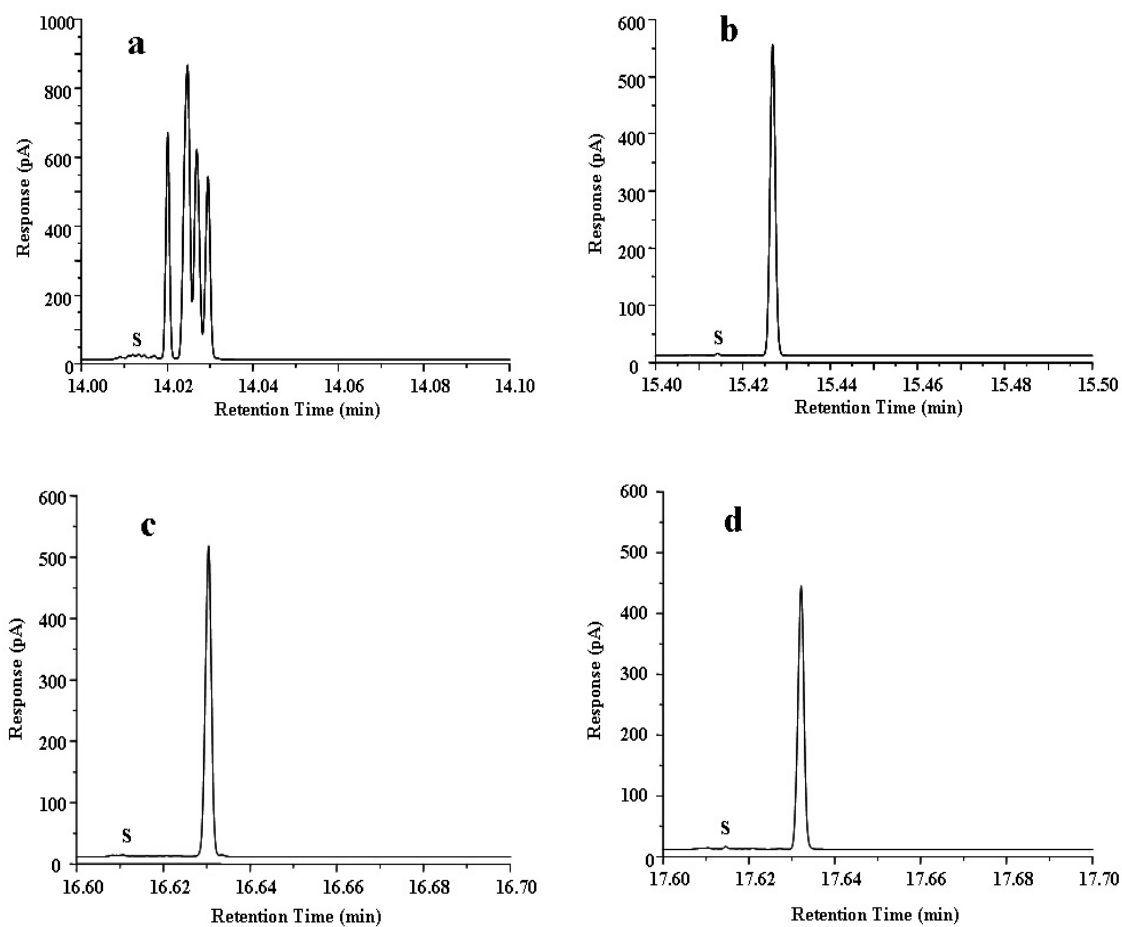 a
1000
800
600
400
200
0
Response (pA)
S
14.00 14.02 14.04 14.06 14.08 14.10
Retention Time (min)
b
600
500
400
300
200
100
0
Response (pA)
S
15.40 15.42 15.44 15.46 15.48 15.50
Retention Time (min)
c
600
500
400
300
200
100
0
Response (pA)
S
16.60 16.62 16.64 16.66 16.68 16.70
Retention Time (min)
d
600
500
400
300
200
100
0
Response (pA)
S
17.60 17.62 17.64 17.66 17.68 17.70
Retention Time (min)